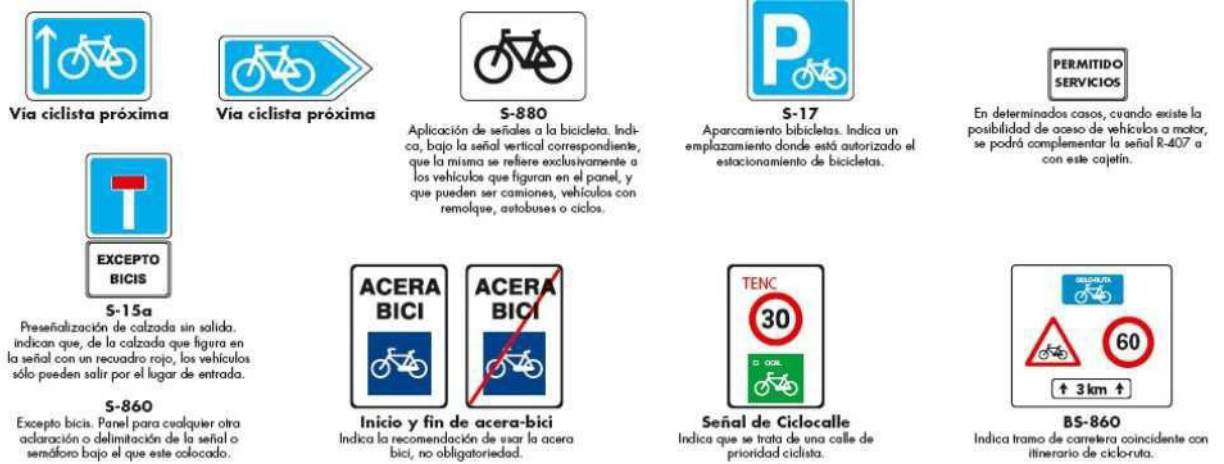 Vía ciclista próxima
Vía ciclista próxima
S-880
Aplicación de señales a la bicicleta. Indi-
ca, bajo la señal vertical correspondiente,
que la misma se refiere exclusivamente a
los vehículos que figuran en el panel, y
que pueden ser camiones, vehículos con
remolque, autobuses o ciclos.
P
S-17
Aparcamiento bibicletas. Indica un
emplazamiento donde está autorizado el
estacionamiento de bicicletas.
PERMITIDO
SERVICIOS
En determinados casos, cuando existe la
posibilidad de aceso de vehículos a motor,
se podrá complementar la señal R-407 a
con este cajetín.
EXCEPTO
BICIS
S-15a
Preseñalización de calzada sin salida.
indican que, de la calzada que figura en
la señal con un recuadro rojo, los vehículos
sólo pueden salir por el lugar de entrada.
S-860
Excepto bicis. Panel para cualquier otra
aclaración o delimitación de la señal o
semáforo bajo el que este colocado.
ACERA
BICI
ACERA
BICI
Inicio y fin de acera-bici
Indica la recomendación de usar la acera
bici, no obligatoriedad.
TENC
30
Señal de Ciclocalle
Indica que se trata de una calle de
prioridad ciclista.
CICLO-RUTA
60
3 km
BS-860
Indica tramo de carretera coincidente con
itinerario de ciclo-ruta.